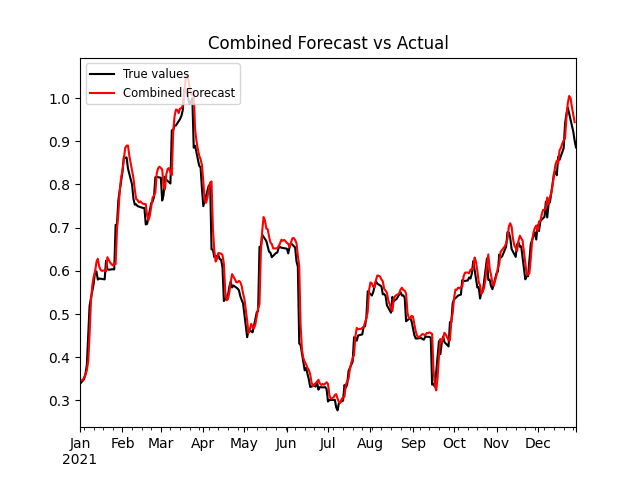 Combined Forecast vs Actual
True values
Combined Forecast
1.0
0.9
0.8
0.7
0.6
0.5
0.4
0.3
Jan Feb Mar Apr May Jun Jul Aug Sep Oct Nov Dec
2021